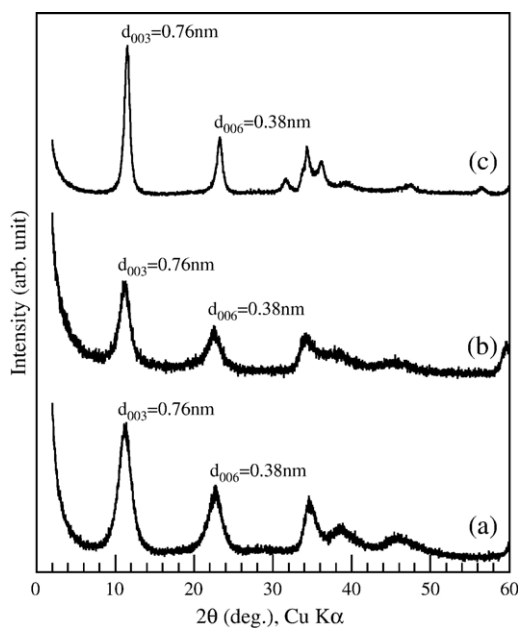 d003=0.76nm
d006=0.38nm
(c)
d003=0.76nm
d006=0.38nm
(b)
d003=0.76nm
d006=0.38nm
(a)
Intensity (arb. unit)
0 10 20 30 40 50 60
2θ (deg.), Cu Kα